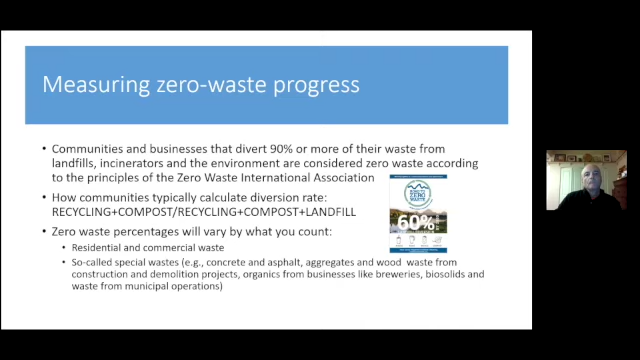 Measuring zero-waste progress
• Communities and businesses that divert 90% or more of their waste from
landfills, incinerators and the environment are considered zero waste according
to the principles of the Zero Waste International Association
• How communities typically calculate diversion rate:
RECYCLING+COMPOST/RECYCLING+COMPOST+LANDFILL
ZERO
WASTE
60%
• Zero waste percentages will vary by what you count:
• Residential and commercial waste
• So-called special wastes (e.g., concrete and asphalt, aggregates and wood waste from
construction and demolition projects, organics from businesses like breweries, biosolids and
waste from municipal operations)